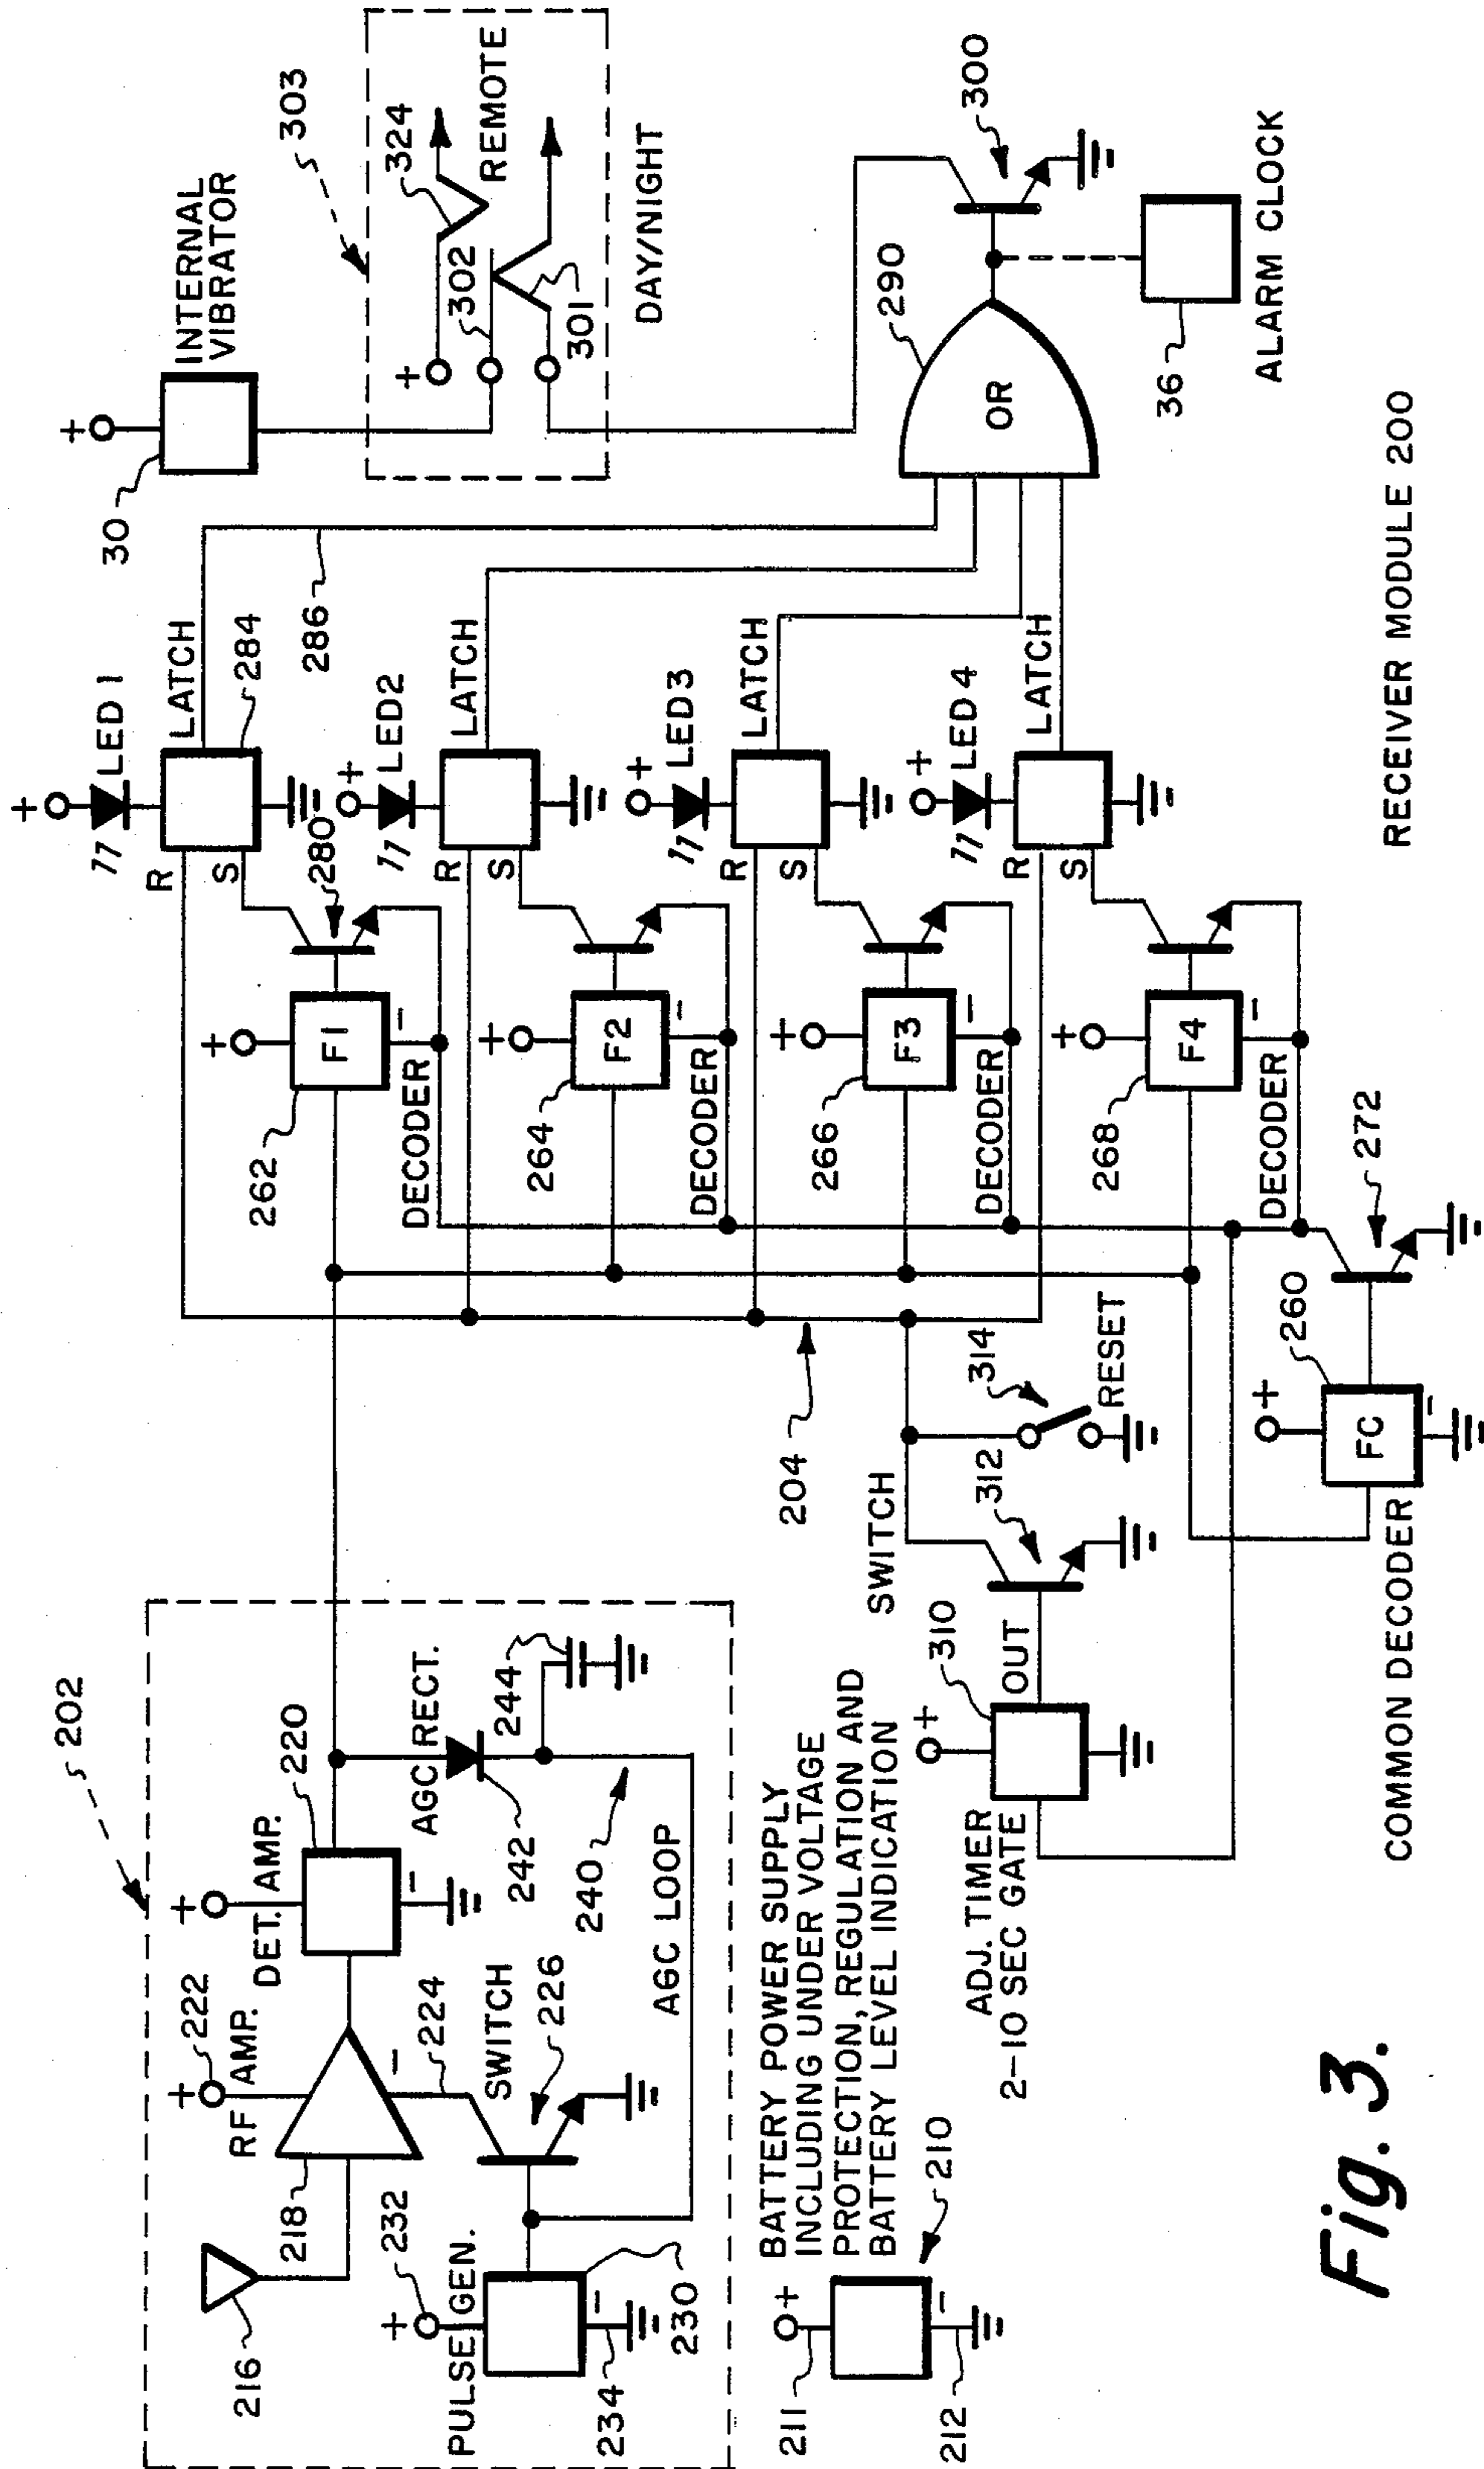 202
216
218
RF AMP.
222
+
DET. AMP.
+
220
224
-
-
SWITCH
226
PULSE GEN.
+
232
234
-
230
AGC RECT.
242
244
240
AGC LOOP
211
+
212
-
210
BATTERY POWER SUPPLY
INCLUDING UNDER VOLTAGE
PROTECTION, REGULATION AND
BATTERY LEVEL INDICATION
ADJ. TIMER
2-10 SEC GATE
+
310
OUT
SWITCH
312
314
RESET
204
COMMON DECODER
FC
+
-
260
272
262
+
F1
-
DECODER
280
264
+
F2
-
DECODER
266
+
F3
-
DECODER
268
+
F4
-
DECODER
+
LED 1
R
S
LATCH
284
286
+
LED2
R
S
LATCH
+
LED3
R
S
LATCH
+
LED 4
R
S
LATCH
30
+
INTERNAL
VIBRATOR
303
+
324
302
301
REMOTE
DAY/NIGHT
OR
290
300
36
ALARM CLOCK
RECEIVER MODULE 200
Fig. 3.